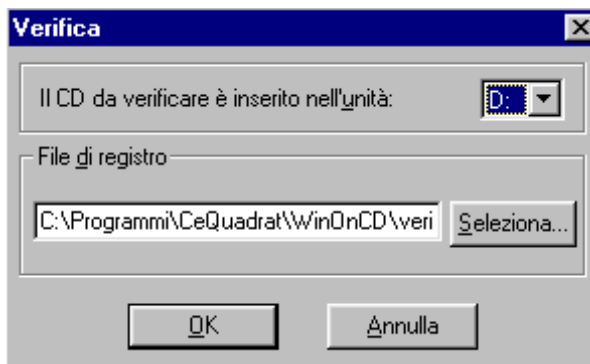 Verifica
Il CD da verificare è inserito nell'unità: D:
File di registro
C:\Programmi\CeQuadrat\WinOnCD\veri Seleziona...
OK Annulla